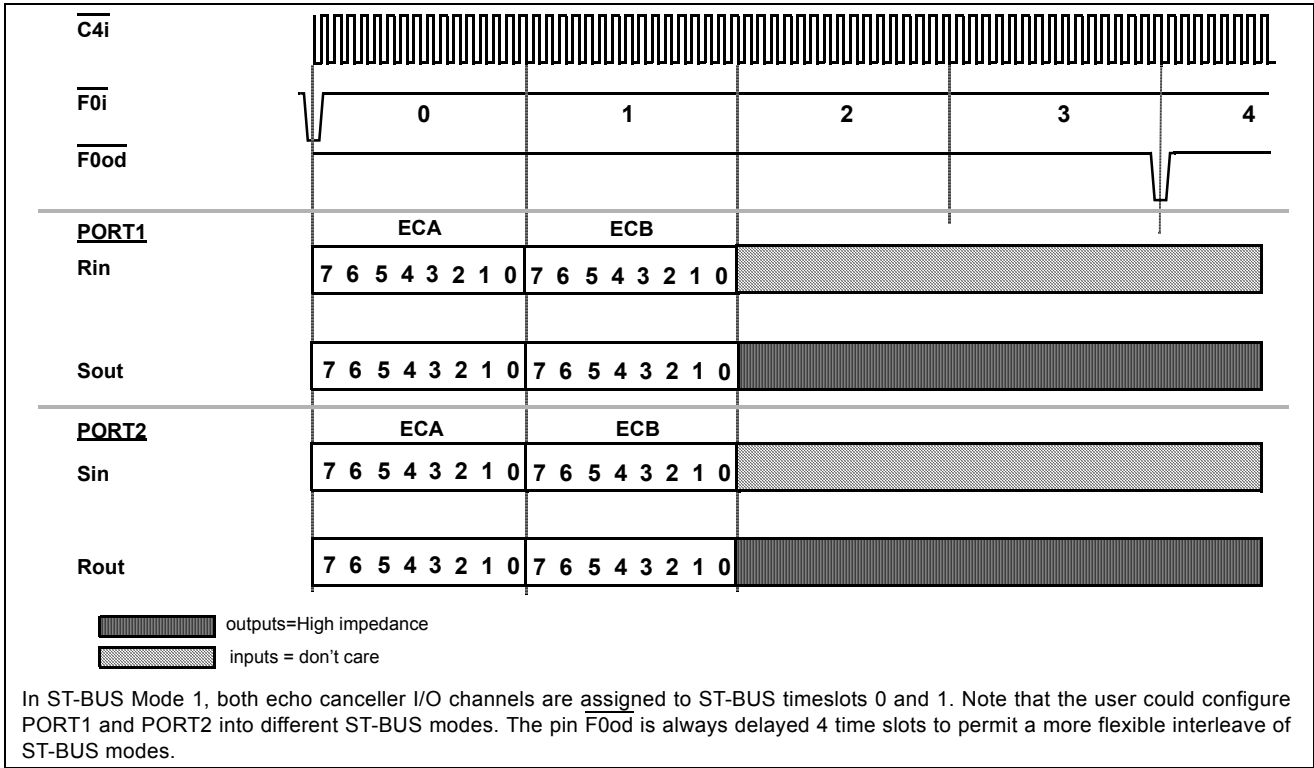 C4i
F0i
0 1 2 3 4
F0od
PORT1
ECA ECB
Rin
7 6 5 4 3 2 1 0 7 6 5 4 3 2 1 0
Sout
7 6 5 4 3 2 1 0 7 6 5 4 3 2 1 0
PORT2
ECA ECB
Sin
7 6 5 4 3 2 1 0 7 6 5 4 3 2 1 0
Rout
7 6 5 4 3 2 1 0 7 6 5 4 3 2 1 0
outputs=High impedance
inputs = don't care
In ST-BUS Mode 1, both echo canceller I/O channels are assigned to ST-BUS timeslots 0 and 1. Note that the user could configure
PORT1 and PORT2 into different ST-BUS modes. The pin F0od is always delayed 4 time slots to permit a more flexible interleave of
ST-BUS modes.